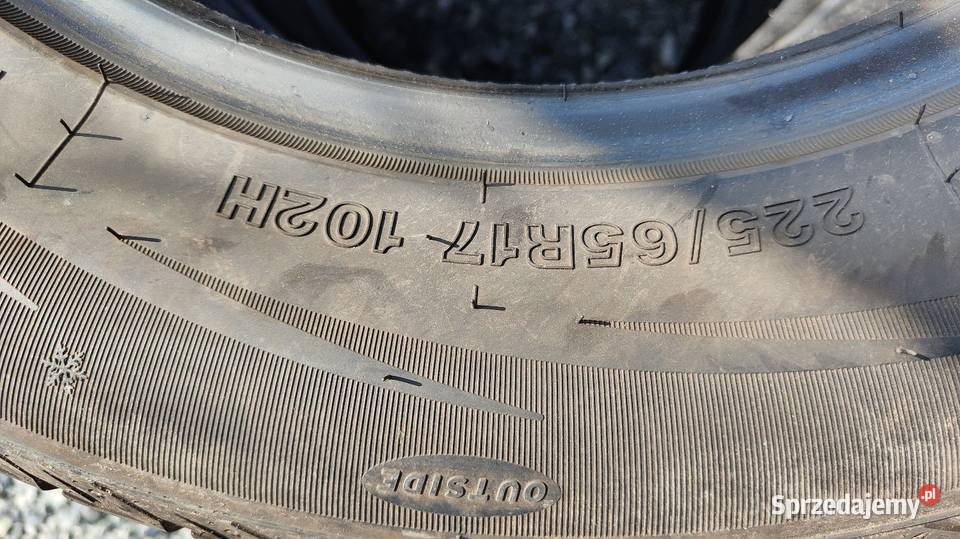 225/65R17 102H
OUTSIDE
Sprzedajemy.pl